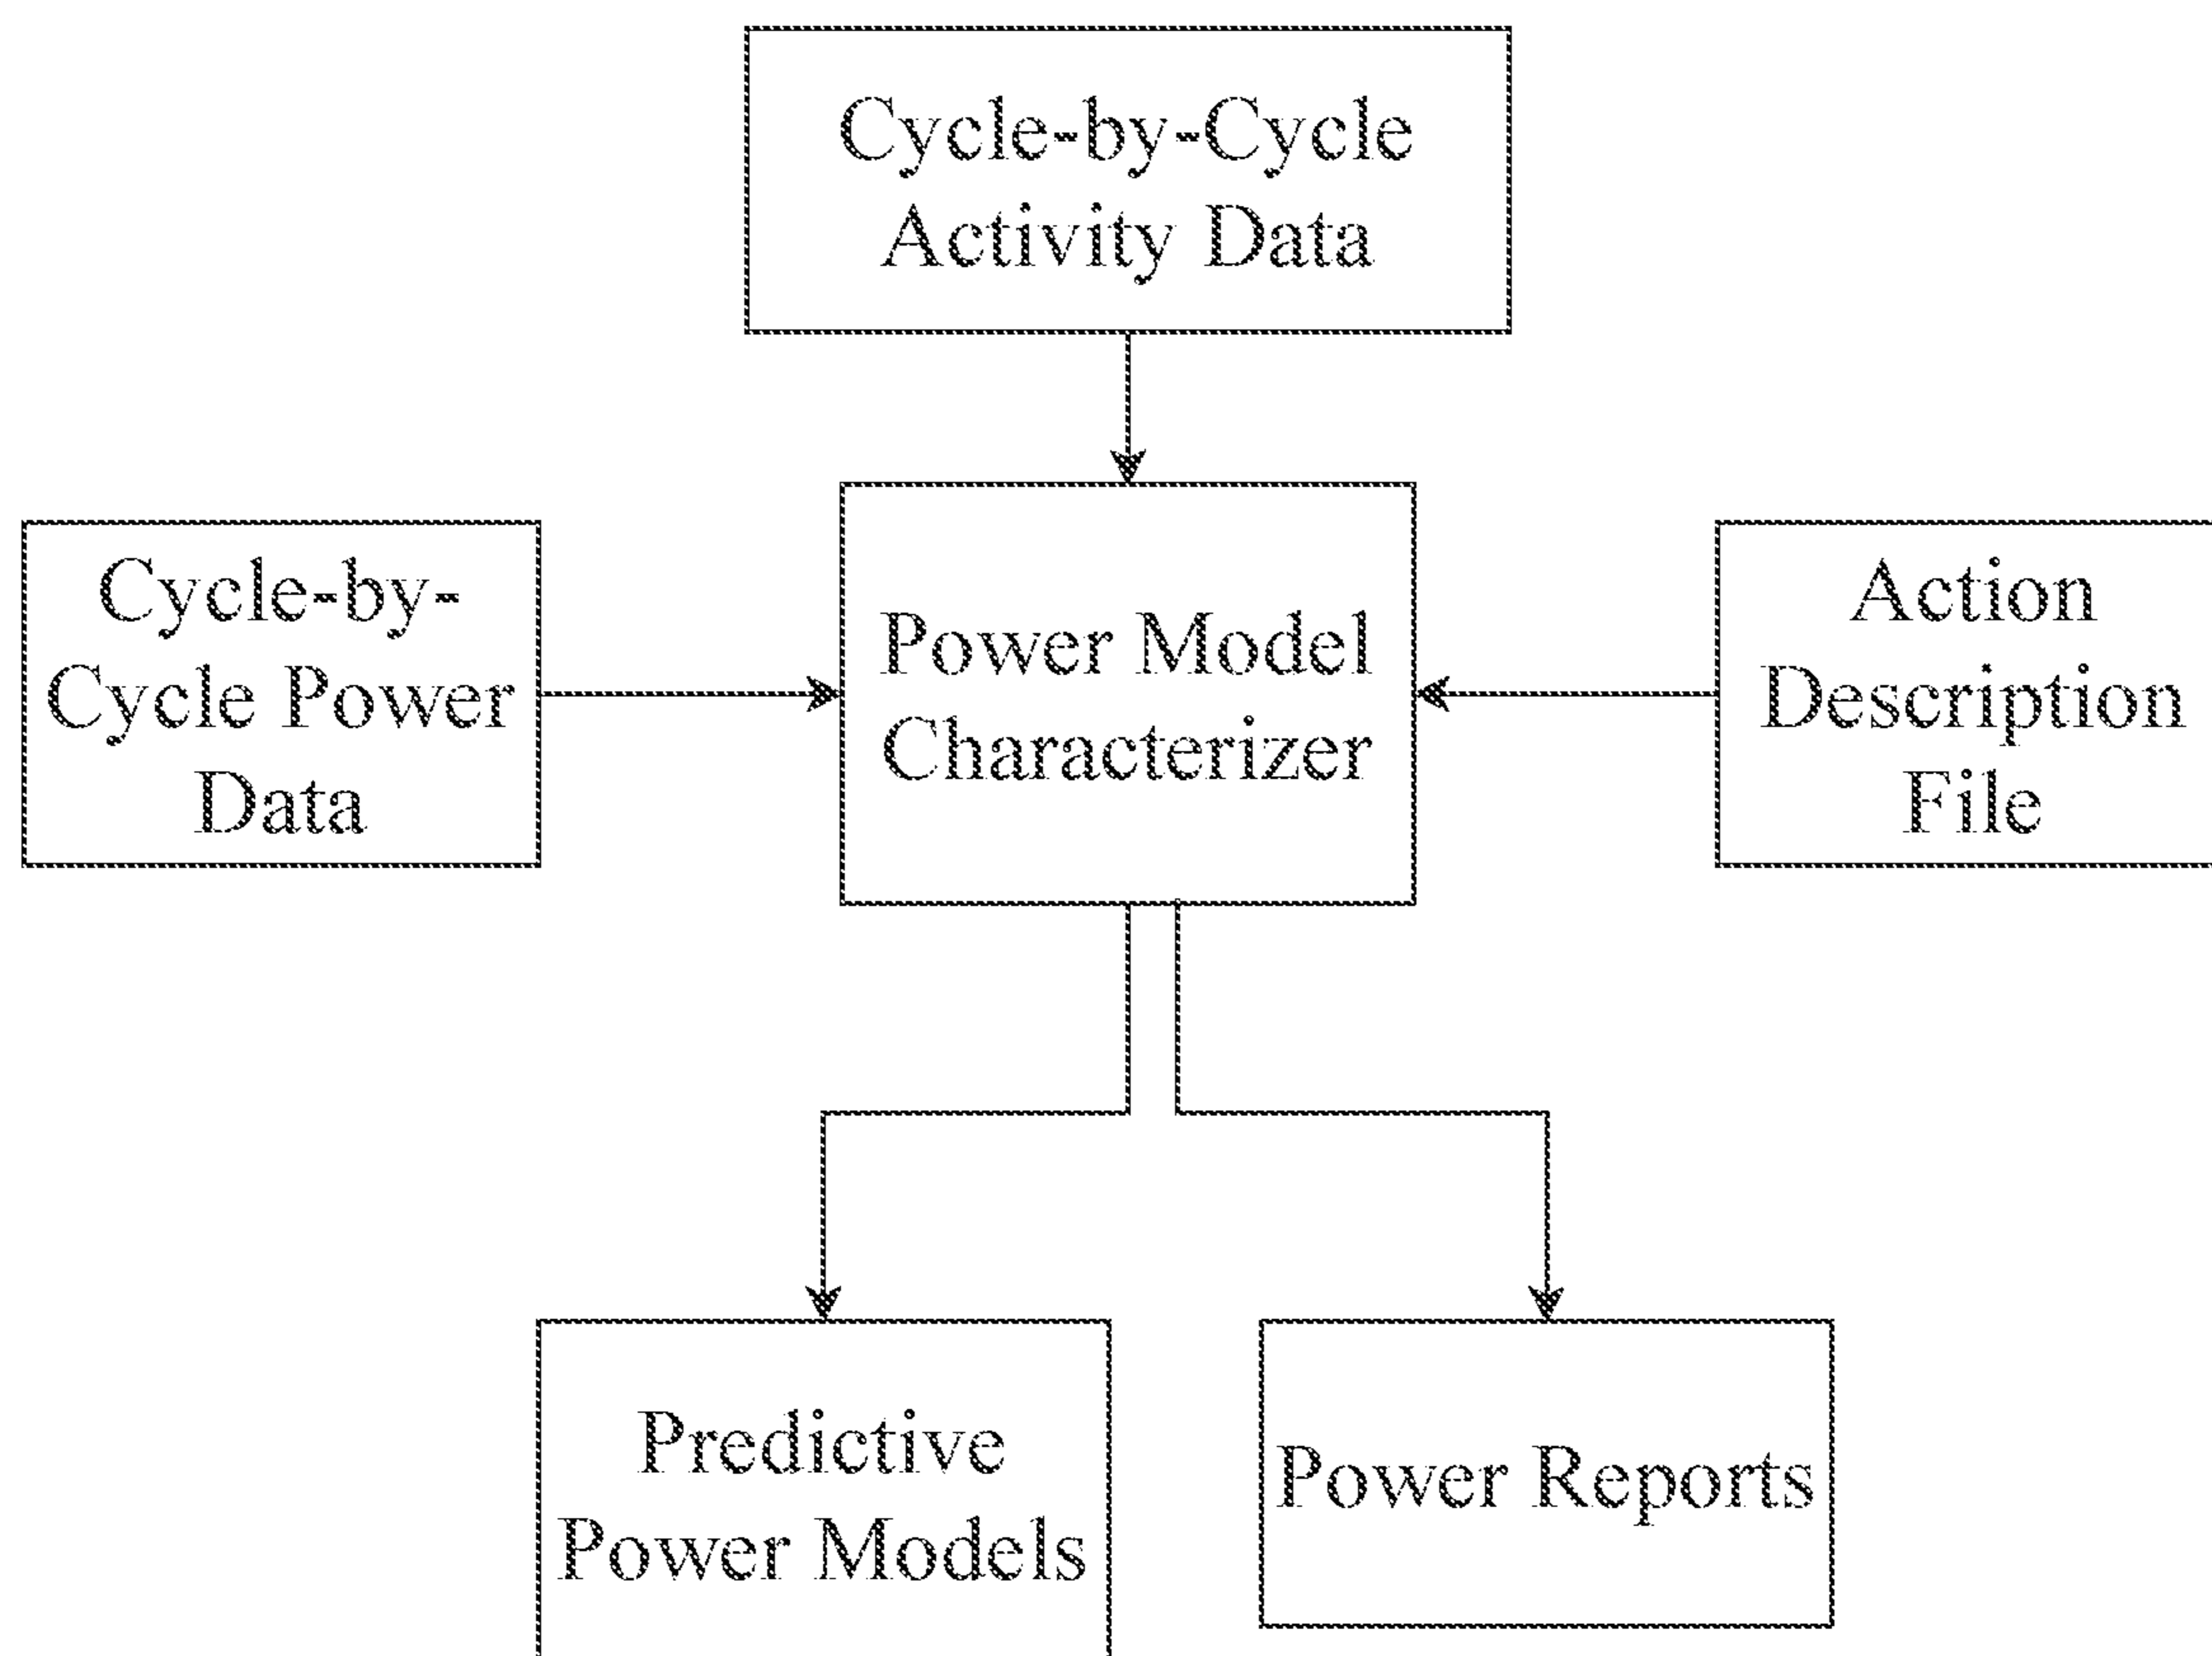 Cycle-by-Cycle
Activity Data
Cycle-by-
Cycle Power
Data
Power Model
Characterizer
Action
Description
File
Predictive
Power Models
Power Reports